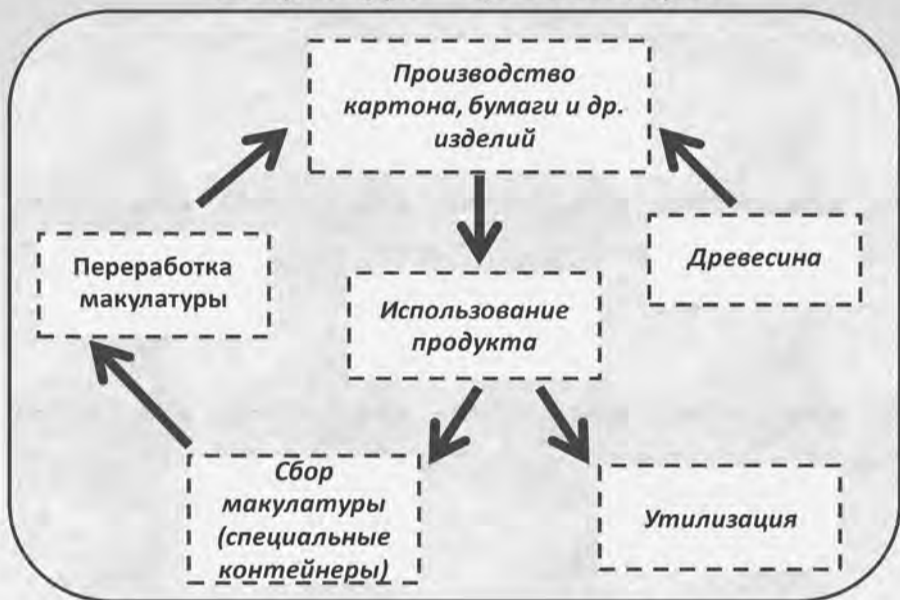 Производство
картона, бумаги и др.
изделий
Переработка
макулатуры
Древесина
Использование
продукта
Сбор
макулатуры
(специальные
контейнеры)
Утилизация